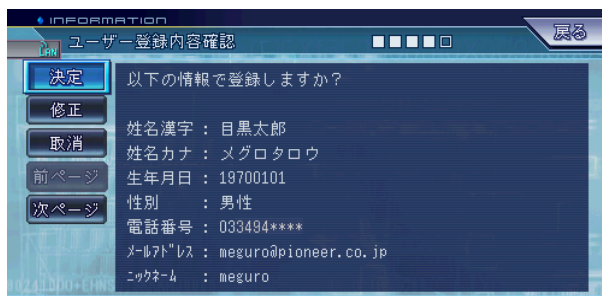 INFORMATION
LAN ユーザー登録内容確認 ■■■■□ 戻る
決定
修正
取消
前ページ
次ページ
以下の情報で登録しますか？
姓名漢字 : 目黒太郎
姓名カナ : メグロタロウ
生年月日 : 19700101
性別 : 男性
電話番号 : 033494****
ﾒｰﾙｱﾄﾞﾚｽ : meguro@pioneer.co.jp
ﾆｯｸﾈｰﾑ : meguro